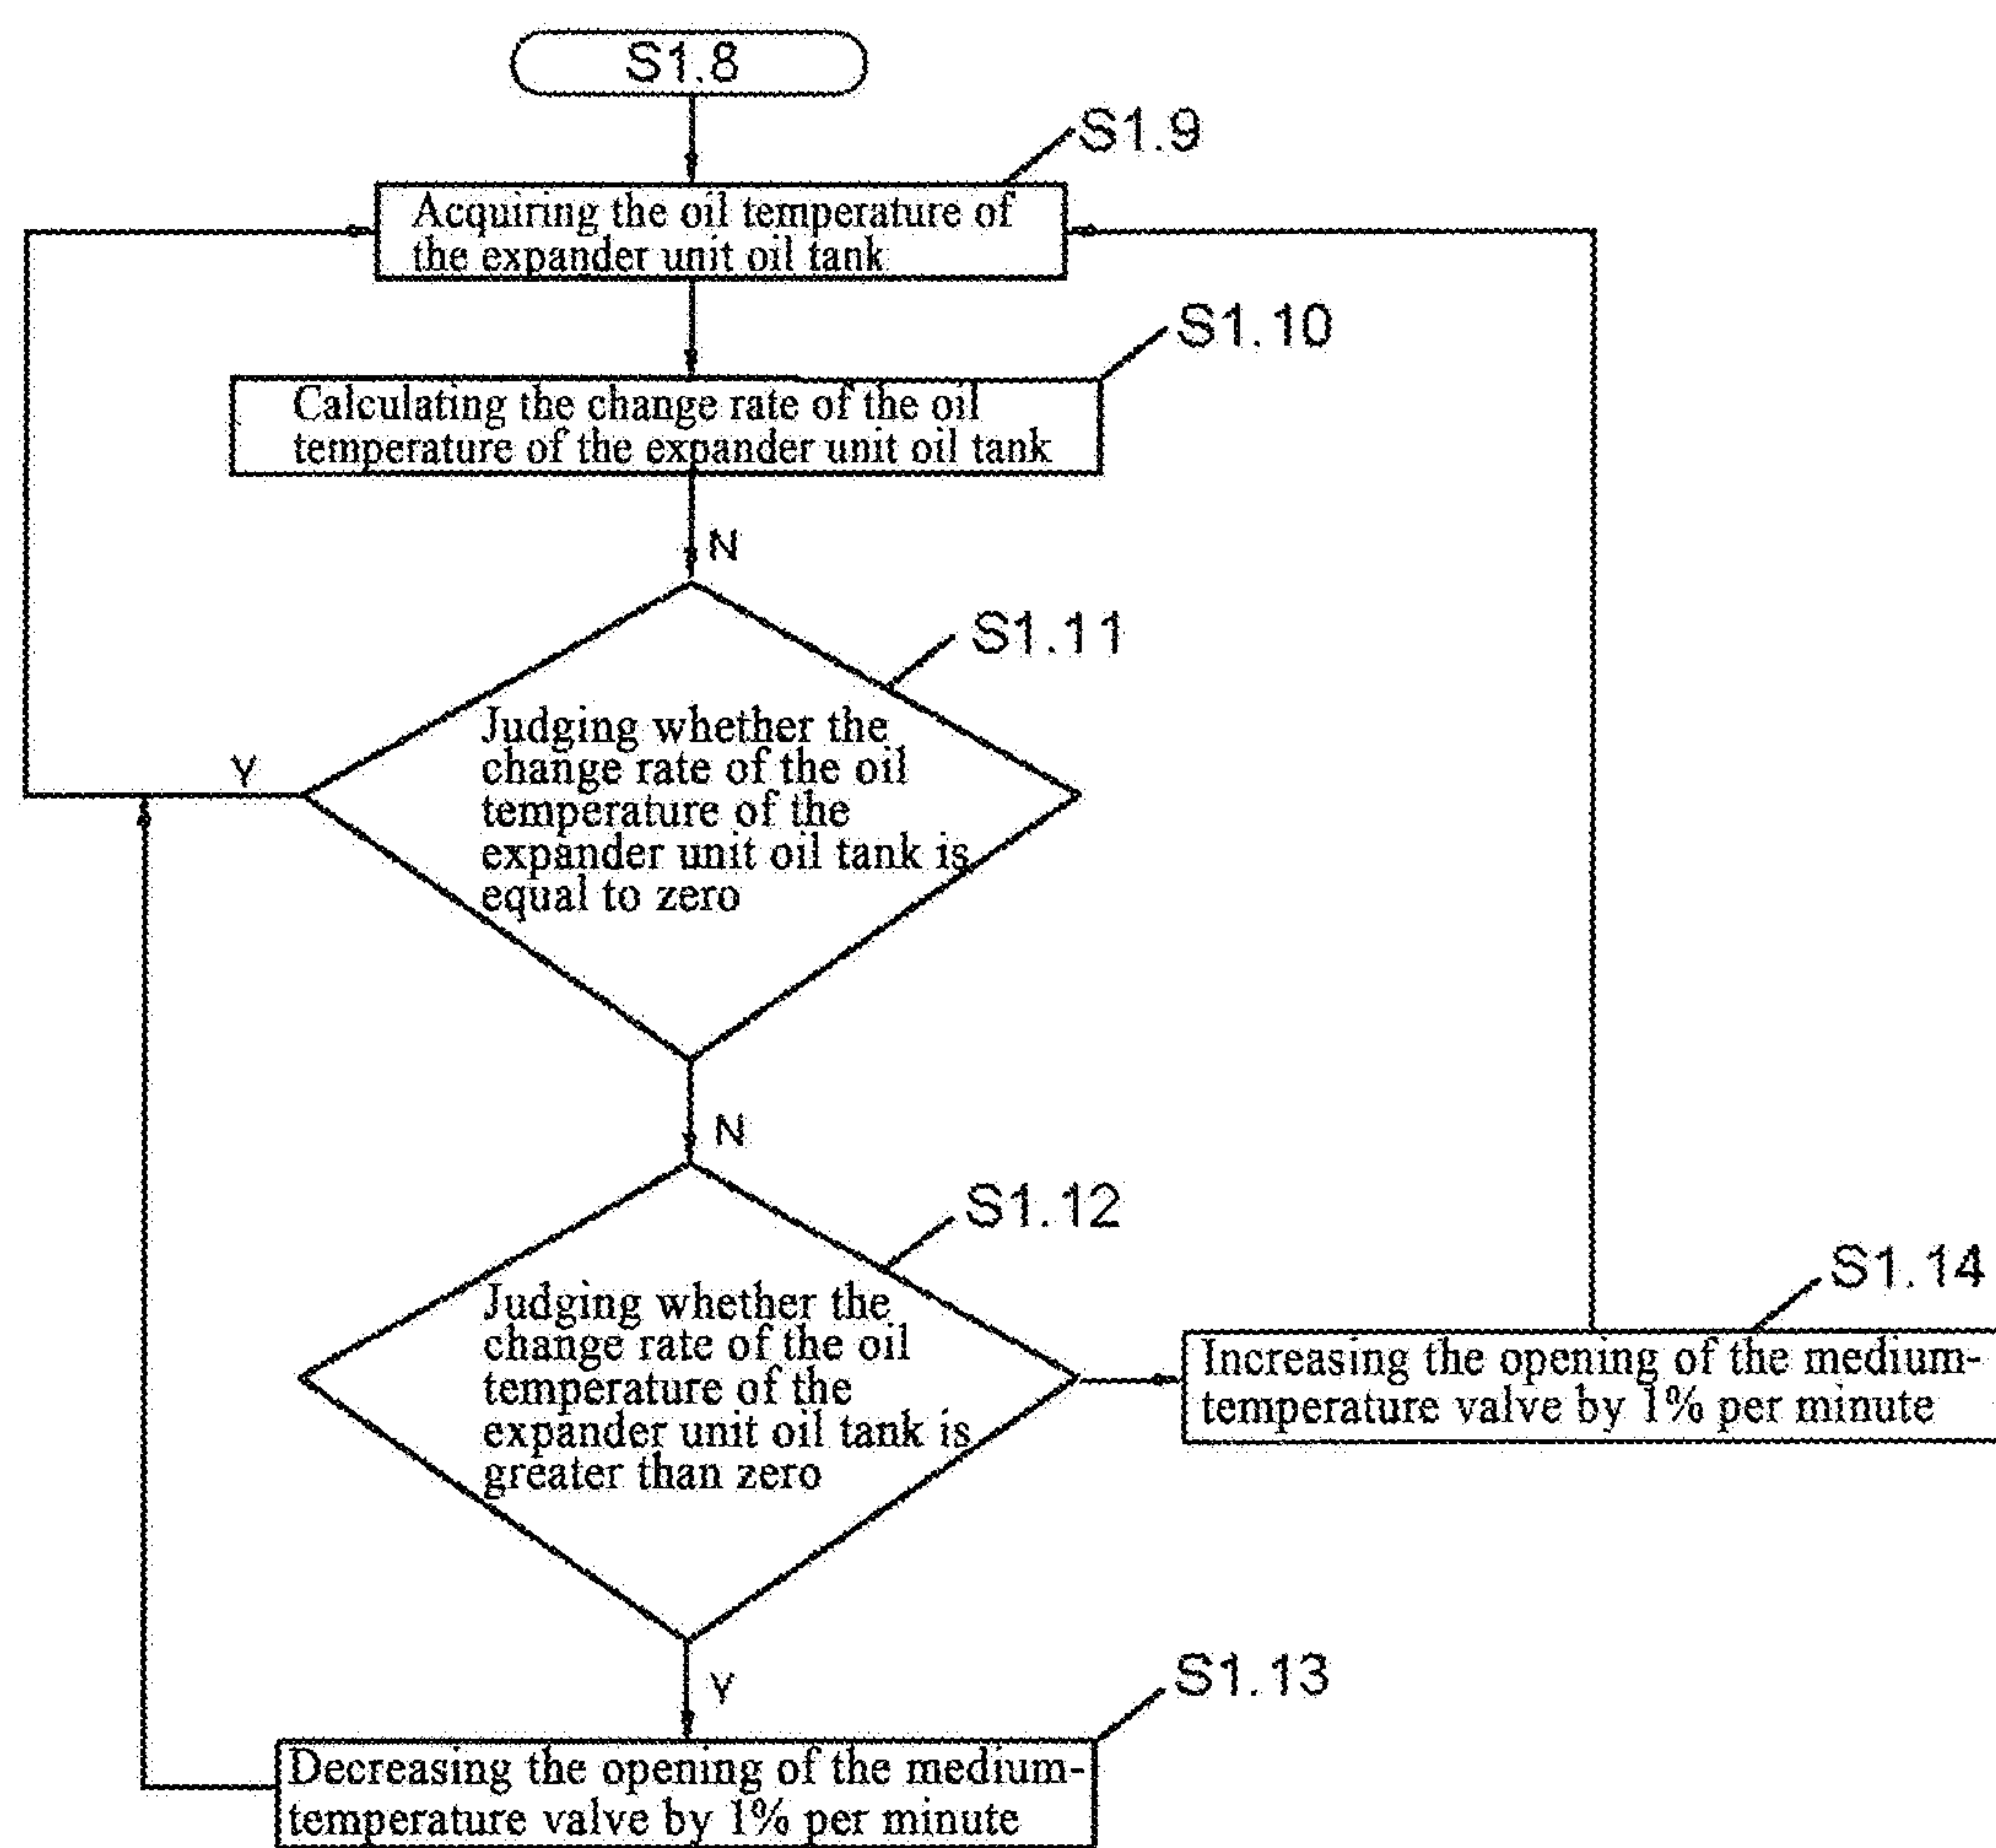 S1.8
S1.9
Acquiring the oil temperature of
the expander unit oil tank
S1.10
Calculating the change rate of the oil
temperature of the expander unit oil tank
N
S1.11
Judging whether the
change rate of the oil
temperature of the
expander unit oil tank is
equal to zero
Y
N
S1.12
Judging whether the
change rate of the oil
temperature of the
expander unit oil tank is
greater than zero
S1.14
Increasing the opening of the medium-
temperature valve by 1% per minute
Y
S1.13
Decreasing the opening of the medium-
temperature valve by 1% per minute